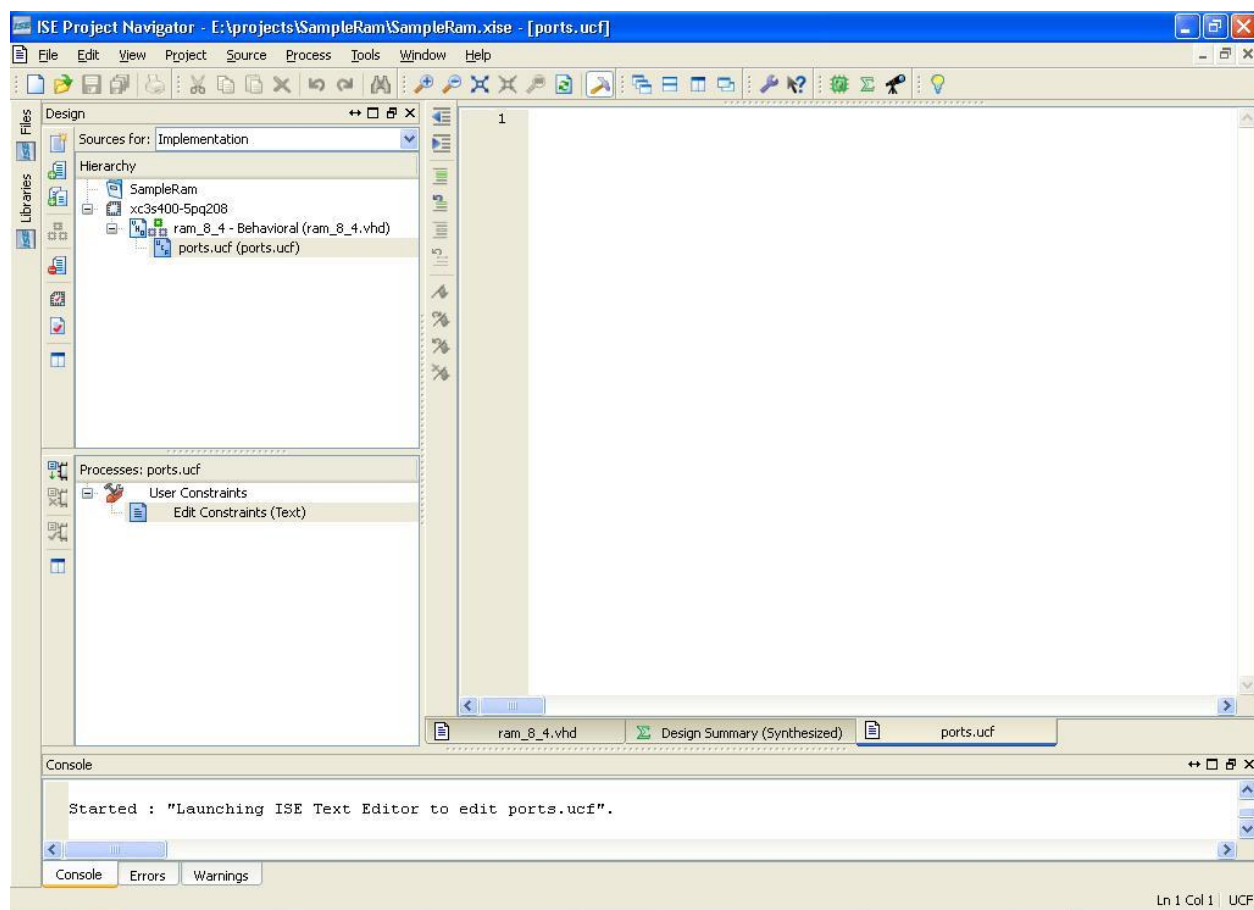 ISE Project Navigator - E:\projects\SampleRam\SampleRam.xise - [ports.ucf]
File Edit View Project Source Process Tools Window Help
Files
Libraries
Design
Sources for: Implementation
Hierarchy
SampleRam
xc3s400-5pq208
ram_8_4 - Behavioral (ram_8_4.vhd)
ports.ucf (ports.ucf)
Processes: ports.ucf
User Constraints
Edit Constraints (Text)
1
ram_8_4.vhd Design Summary (Synthesized) ports.ucf
Console
Started : "Launching ISE Text Editor to edit ports.ucf".
Console Errors Warnings
Ln 1 Col 1 UCF